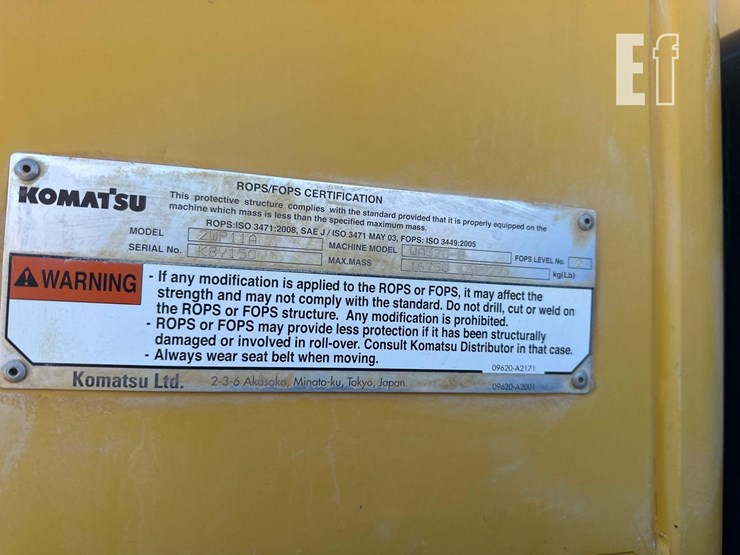 Ef
KOMATSU
ROPS/FOPS CERTIFICATION
This protective structure complies with the standard provided that it is properly equipped on the
machine which mass is less than the specified maximum mass.
ROPS:ISO 3471:2008, SAE J / ISO 3471 MAY 03, FOPS: ISO 3449:2005
MODEL ZWP11A MACHINE MODEL FOPS LEVEL No. 2
SERIAL No. MAX.MASS kg(Lb)
WARNING
- If any modification is applied to the ROPS or FOPS, it may affect the
strength and may not comply with the standard. Do not drill, cut or weld on
the ROPS or FOPS structure. Any modification is prohibited.
- ROPS or FOPS may provide less protection if it has been structurally
damaged or involved in roll-over. Consult Komatsu Distributor in that case.
- Always wear seat belt when moving.
09620-A2171
Komatsu Ltd. 2-3-6 Akasaka, Minato-ku, Tokyo, Japan 09620-A2001